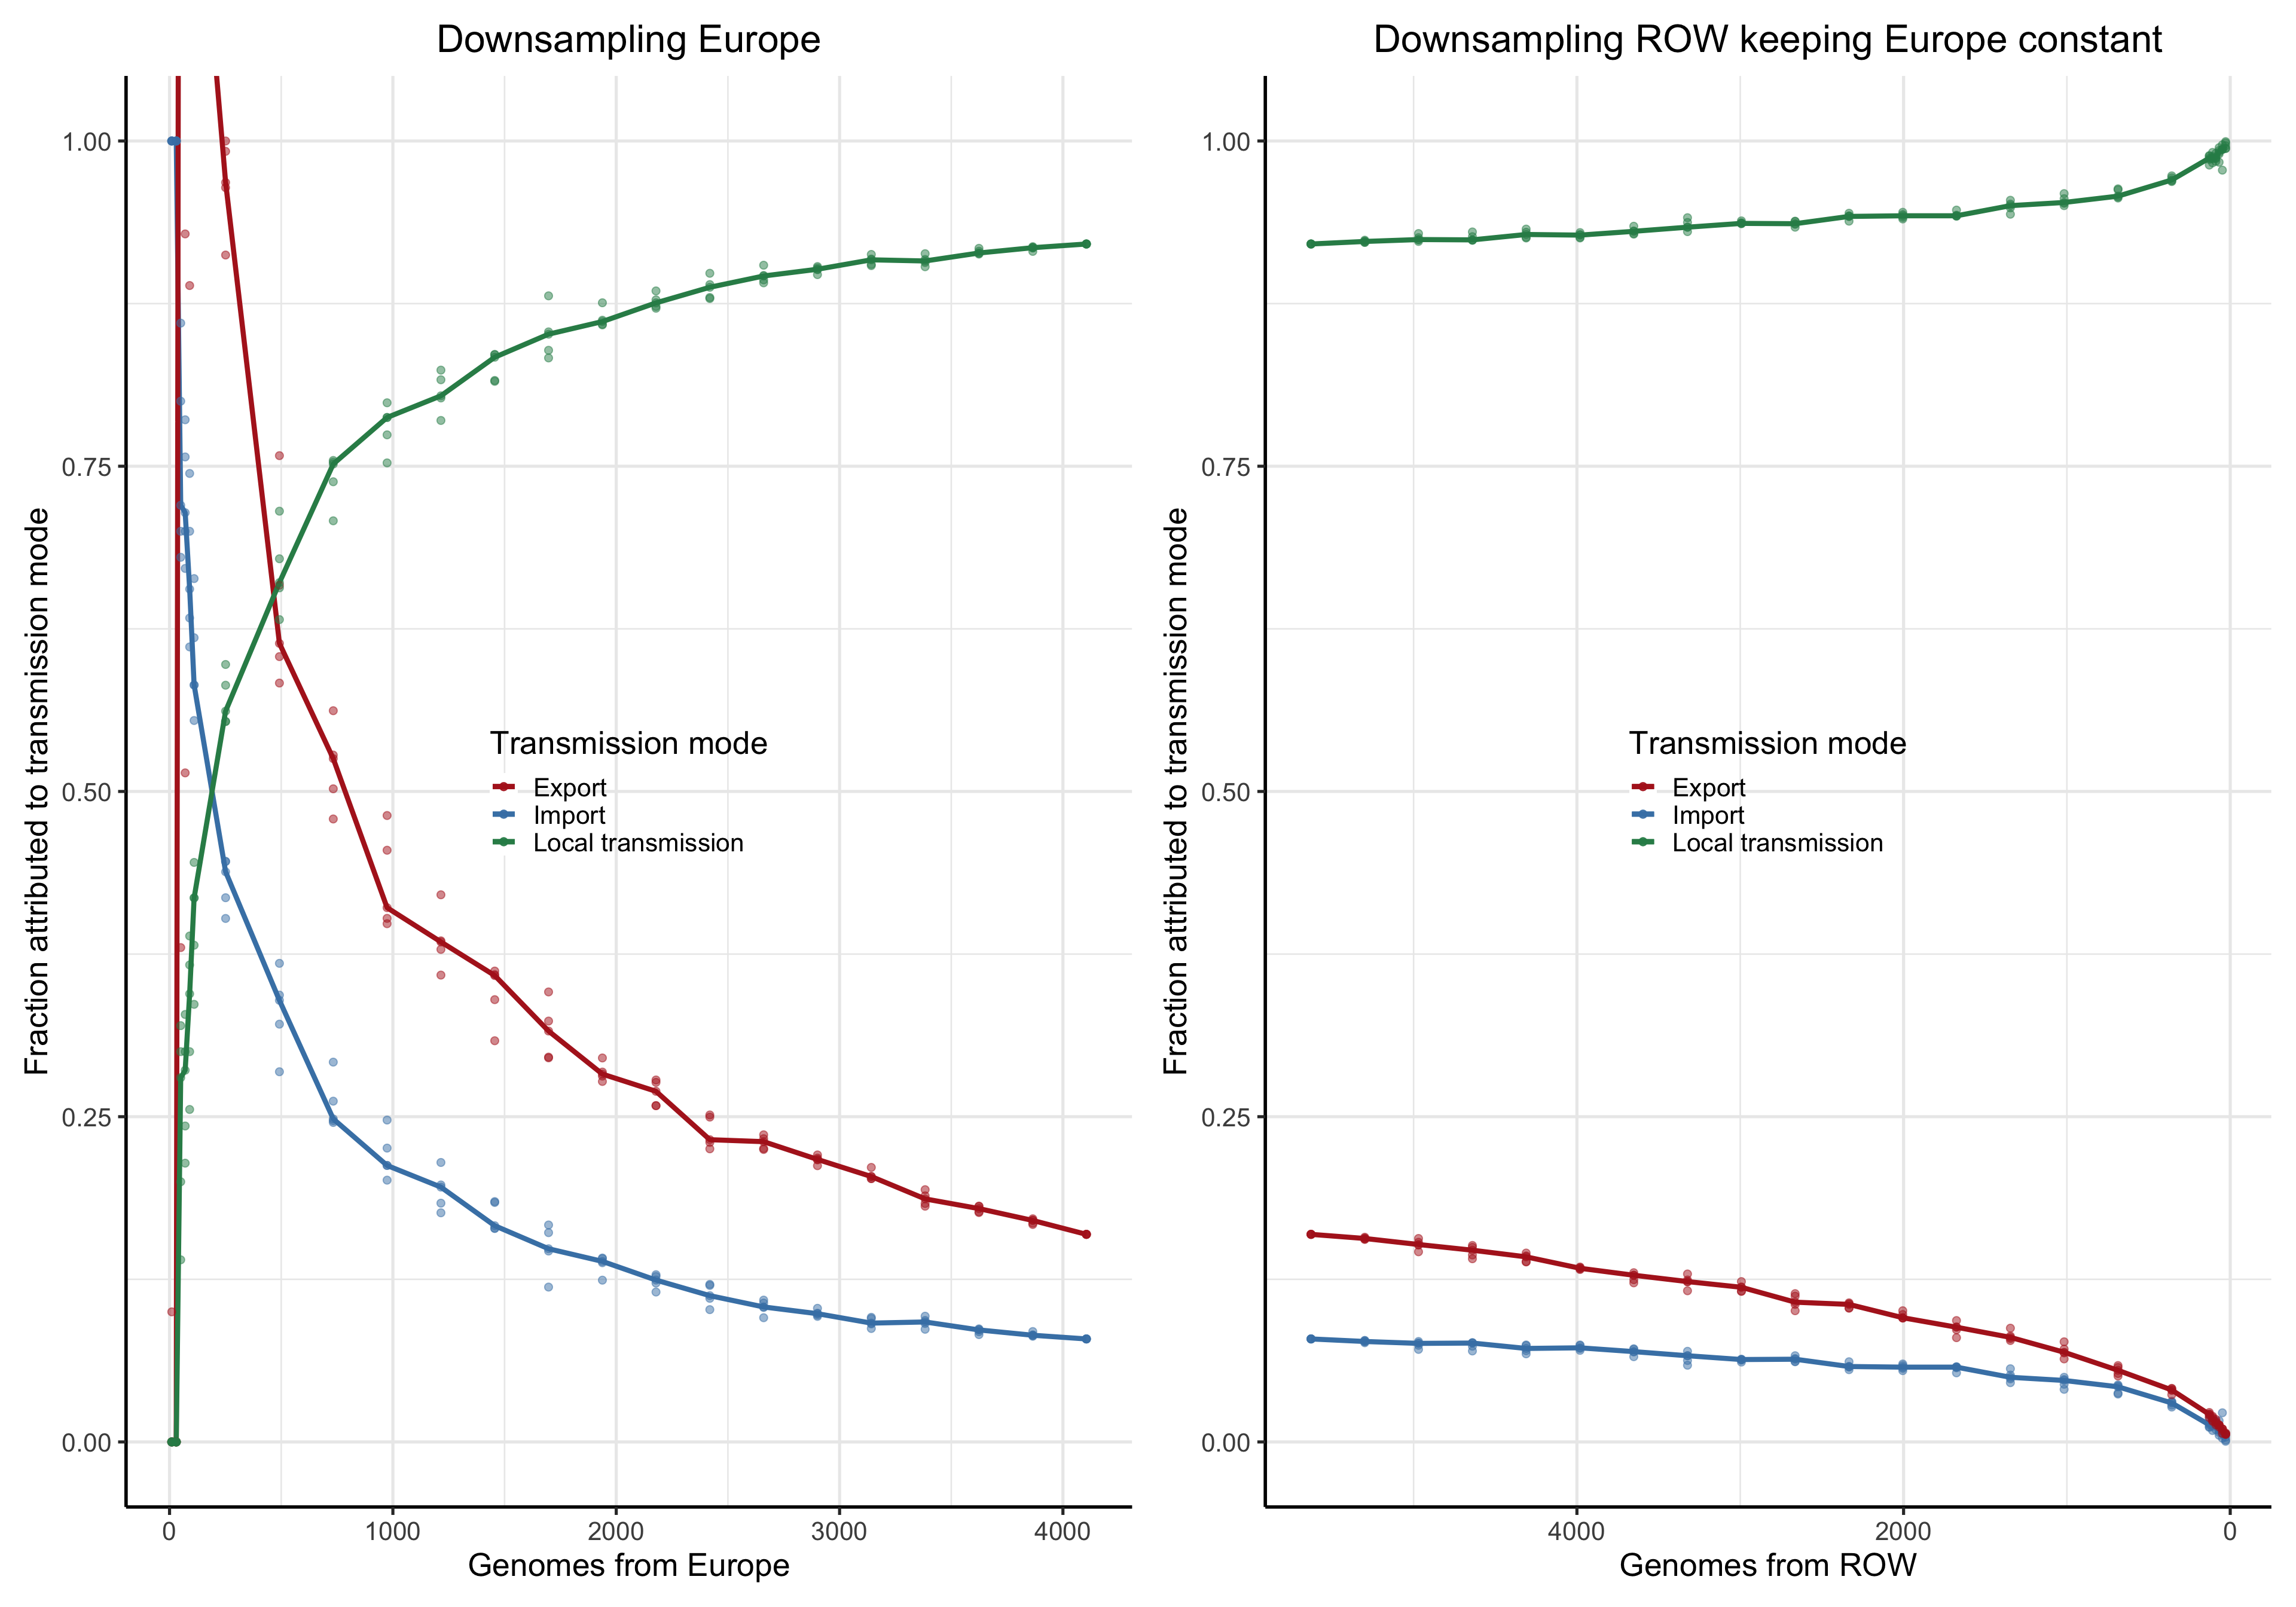 Downsampling Europe
Fraction attributed to transmission mode
1.00
0.75
0.50
0.25
0.00
Transmission mode
Export
Import
Local transmission
0 1000 2000 3000 4000
Genomes from Europe
Downsampling ROW keeping Europe constant
Fraction attributed to transmission mode
1.00
0.75
0.50
0.25
0.00
Transmission mode
Export
Import
Local transmission
4000 2000 0
Genomes from ROW